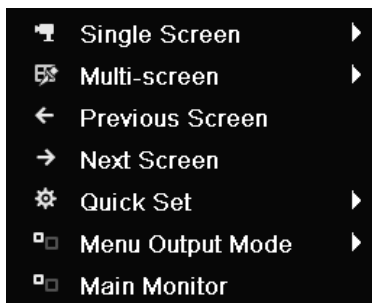 Single Screen
Multi-screen
Previous Screen
Next Screen
Quick Set
Menu Output Mode
Main Monitor